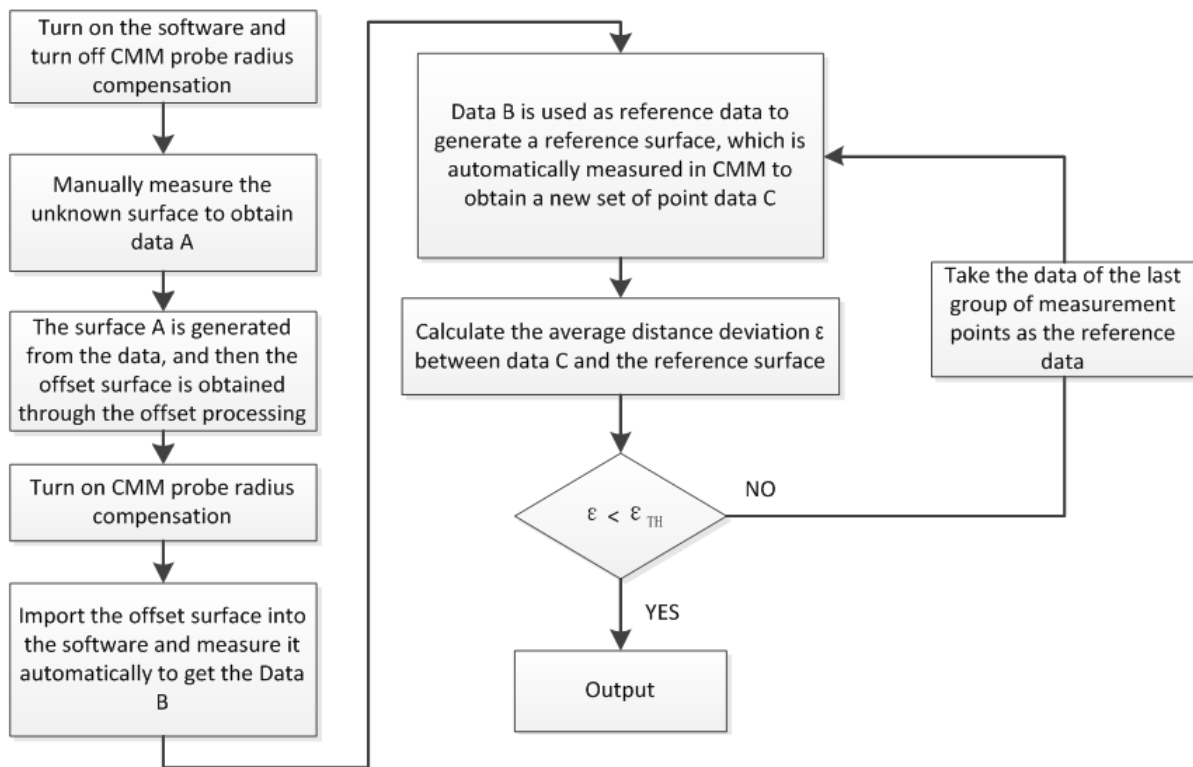 Turn on the software and
turn off CMM probe radius
compensation
Manually measure the
unknown surface to obtain
data A
The surface A is generated
from the data, and then the
offset surface is obtained
through the offset processing
Turn on CMM probe radius
compensation
Import the offset surface into
the software and measure it
automatically to get the Data
B
Data B is used as reference data to
generate a reference surface, which is
automatically measured in CMM to
obtain a new set of point data C
Calculate the average distance deviation ε
between data C and the reference surface
ε < ε TH
NO
YES
Output
Take the data of the last
group of measurement
points as the reference
data